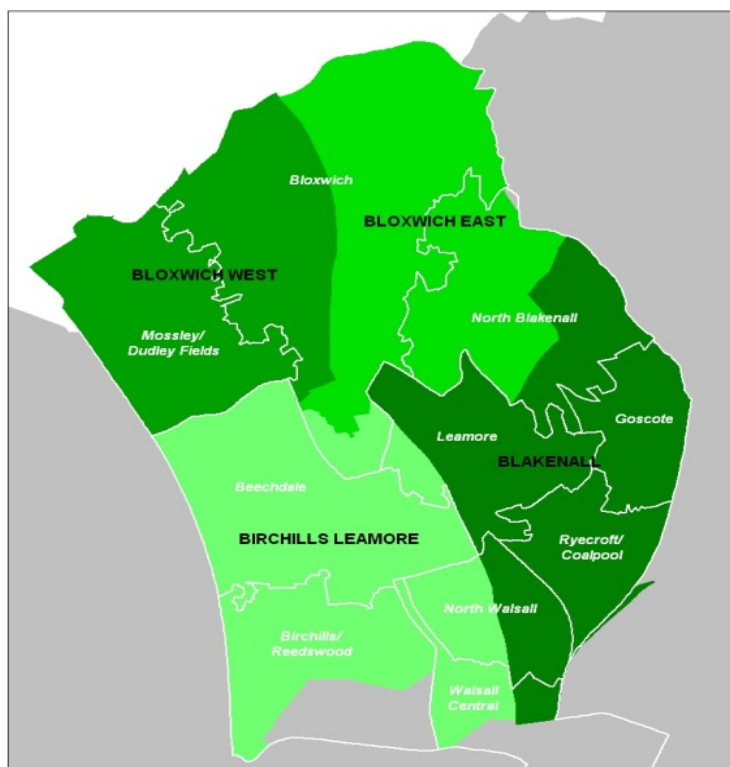 Bloxwich
BLOXWICH EAST
BLOXWICH WEST
North Blakenall
Mossley/
Dudley Fields
Goscote
Leamore
BLAKENALL
Beechdale
BIRCHILLS LEAMORE
Ryecroft/
Coalpool
North Walsall
Birchills/
Reedswood
Walsall
Central